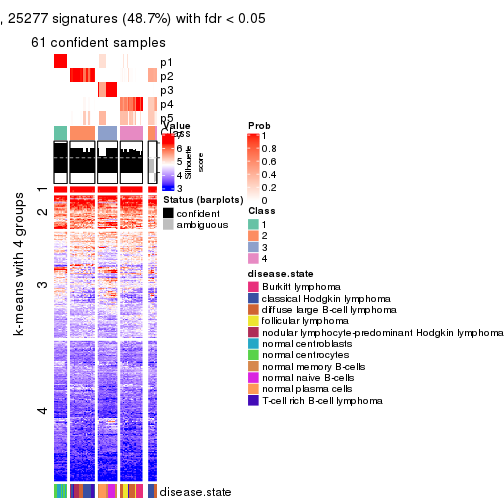 , 25277 signatures (48.7%) with fdr < 0.05
61 confident samples
p1
p2
p3
p4
p5
Class
Value
6
5
4
3
Silhouette
score
Prob
1
0.8
0.6
0.4
0.2
0
Status (barplots)
confident
ambiguous
Class
1
2
3
4
disease.state
Burkitt lymphoma
classical Hodgkin lymphoma
diffuse large B-cell lymphoma
follicular lymphoma
nodular lymphocyte-predominant Hodgkin lymphoma
normal centroblasts
normal centrocytes
normal memory B-cells
normal naive B-cells
normal plasma cells
T-cell rich B-cell lymphoma
k-means with 4 groups
1
2
3
4
disease.state